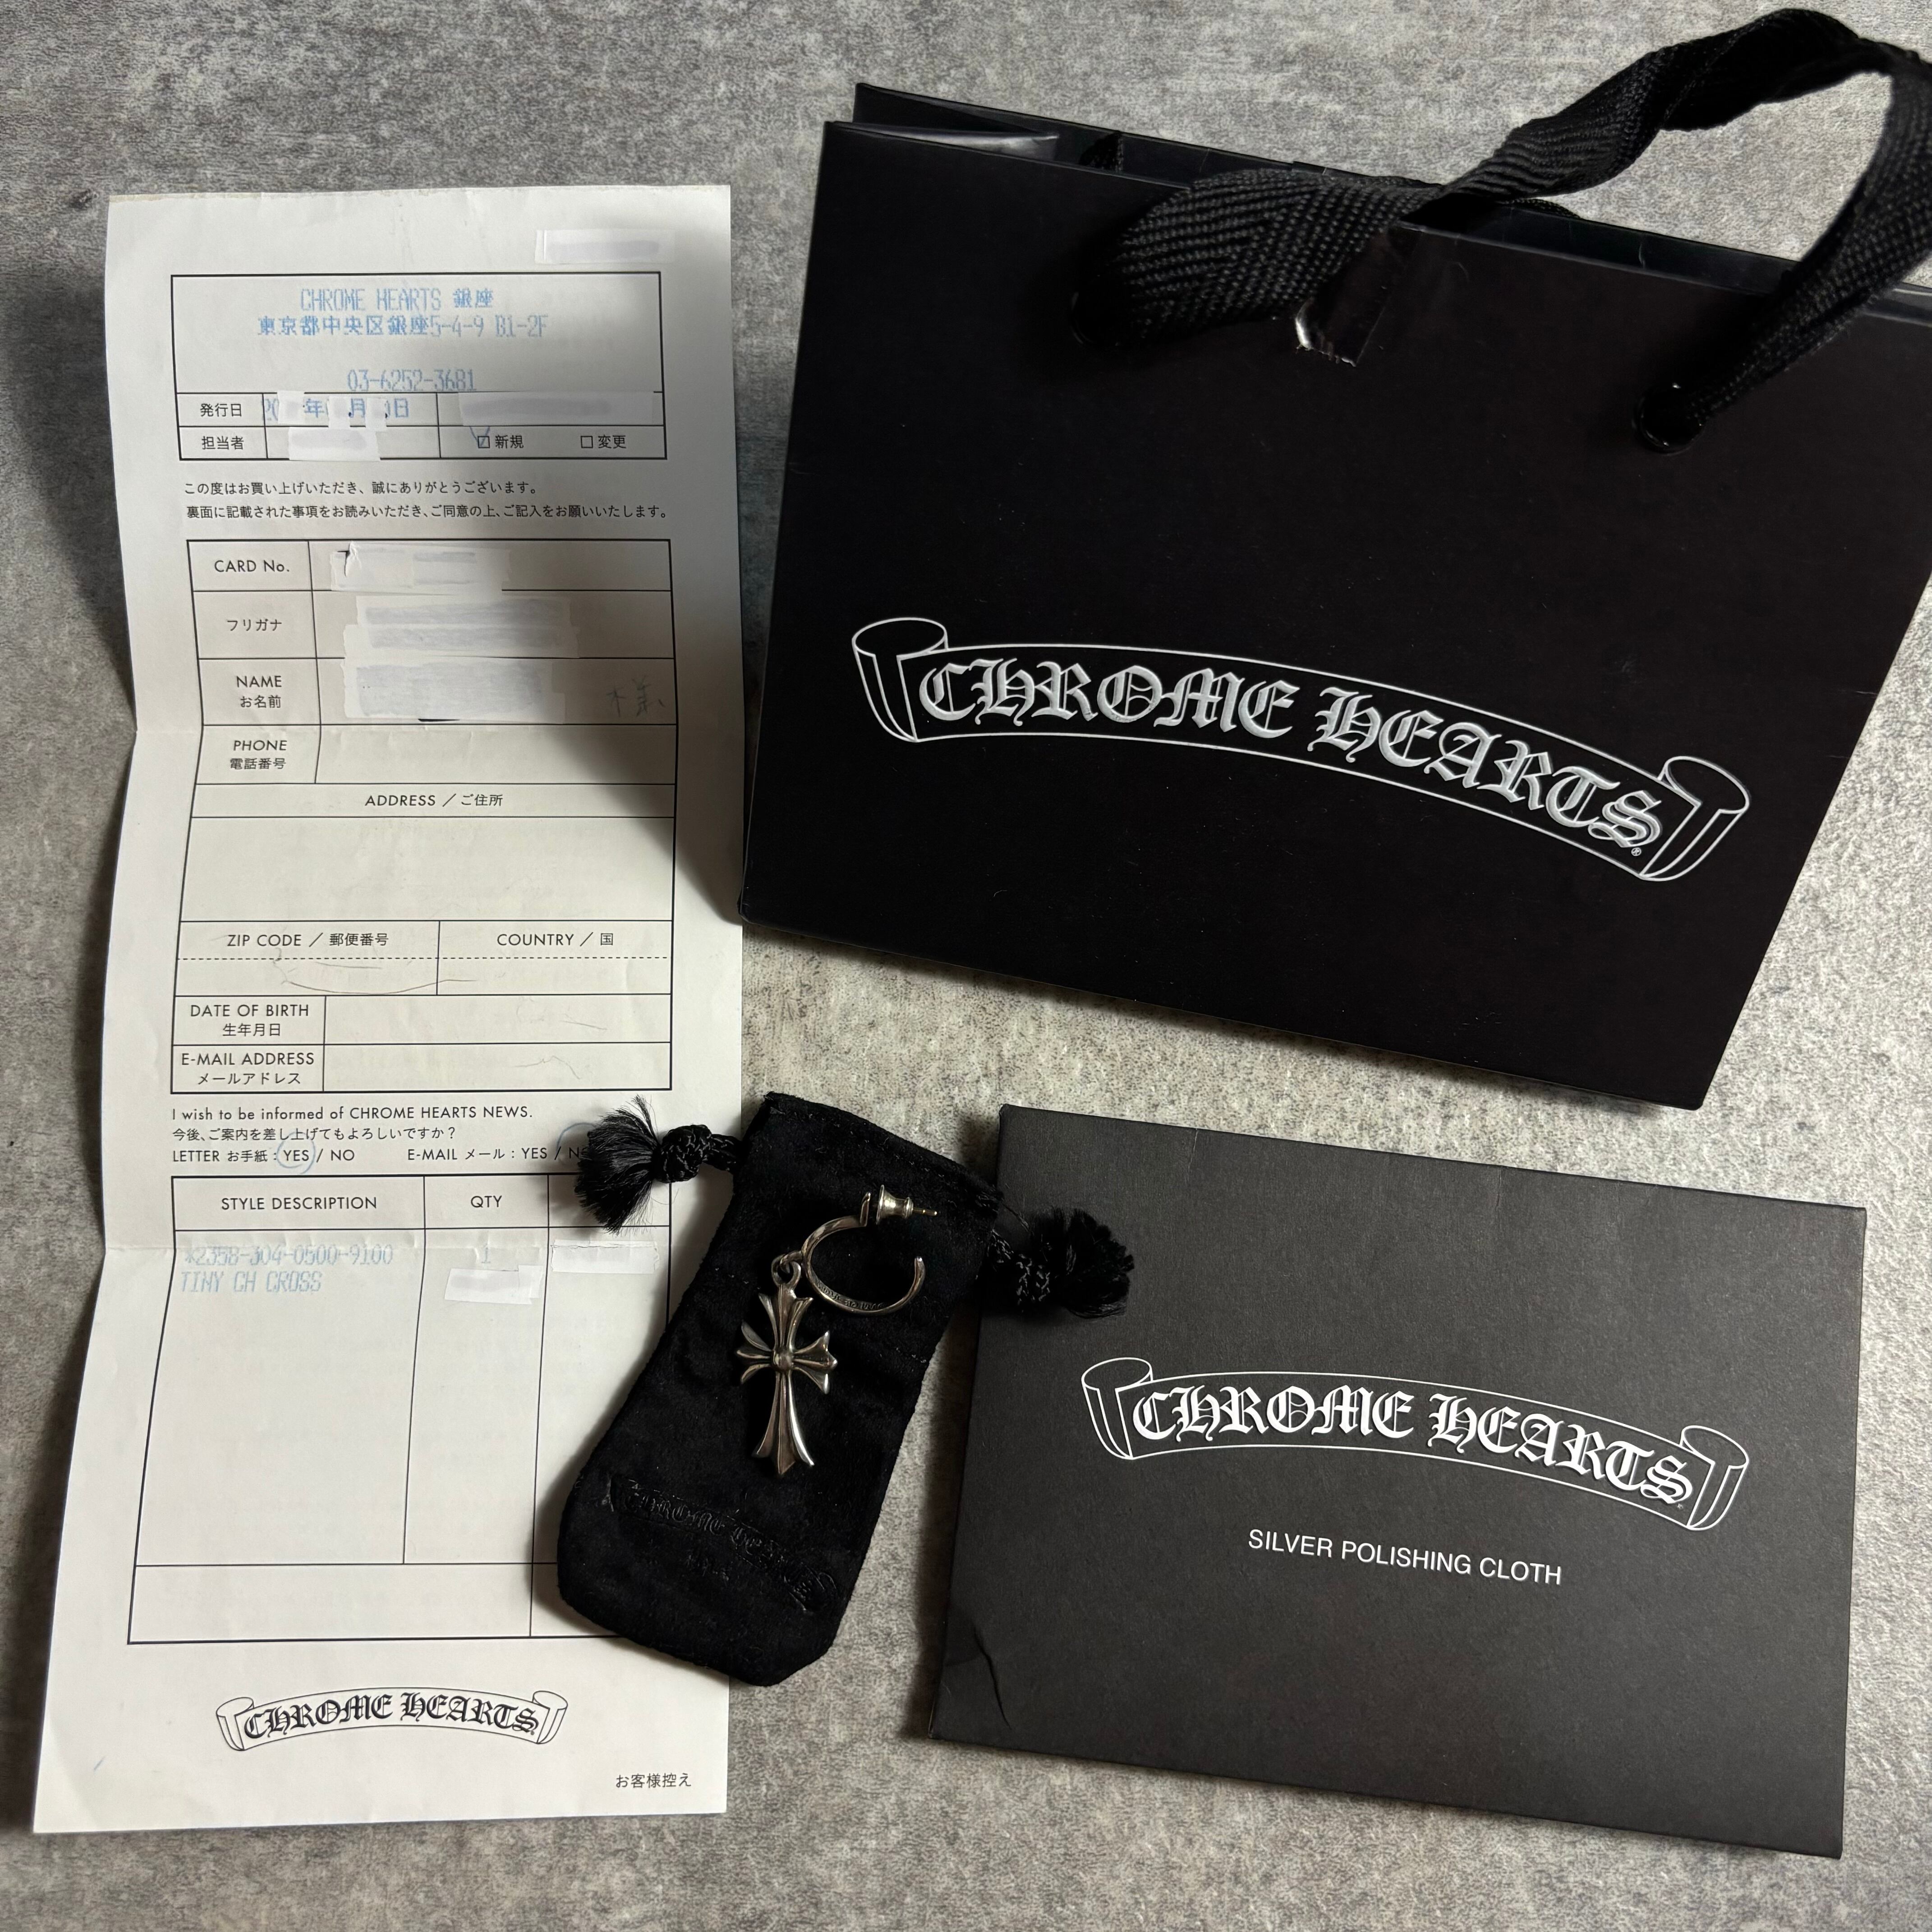 CHROME HEARTS 銀座
東京都中央区銀座5-4-9 B1-2F
03-6252-3681
発行日 年 月 日
担当者 □新規 □変更
この度はお買い上げいただき、誠にありがとうございます。
裏面に記載された事項をお読みいただき、ご同意の上、ご記入をお願いいたします。
CARD No.
フリガナ
NAME
お名前 様
PHONE
電話番号
ADDRESS／ご住所
ZIP CODE／郵便番号 COUNTRY／国
DATE OF BIRTH
生年月日
E-MAIL ADDRESS
メールアドレス
I wish to be informed of CHROME HEARTS NEWS.
今後、ご案内を差し上げてもよろしいですか？
LETTER お手紙：YES / NO E-MAIL メール：YES / NO
STYLE DESCRIPTION QTY
*2358-304-0500-9100 1
TINY CH CROSS
CHROME HEARTS
お客様控え
CHROME HEARTS®
CHROME HEARTS
CHROME HEARTS
SILVER POLISHING CLOTH